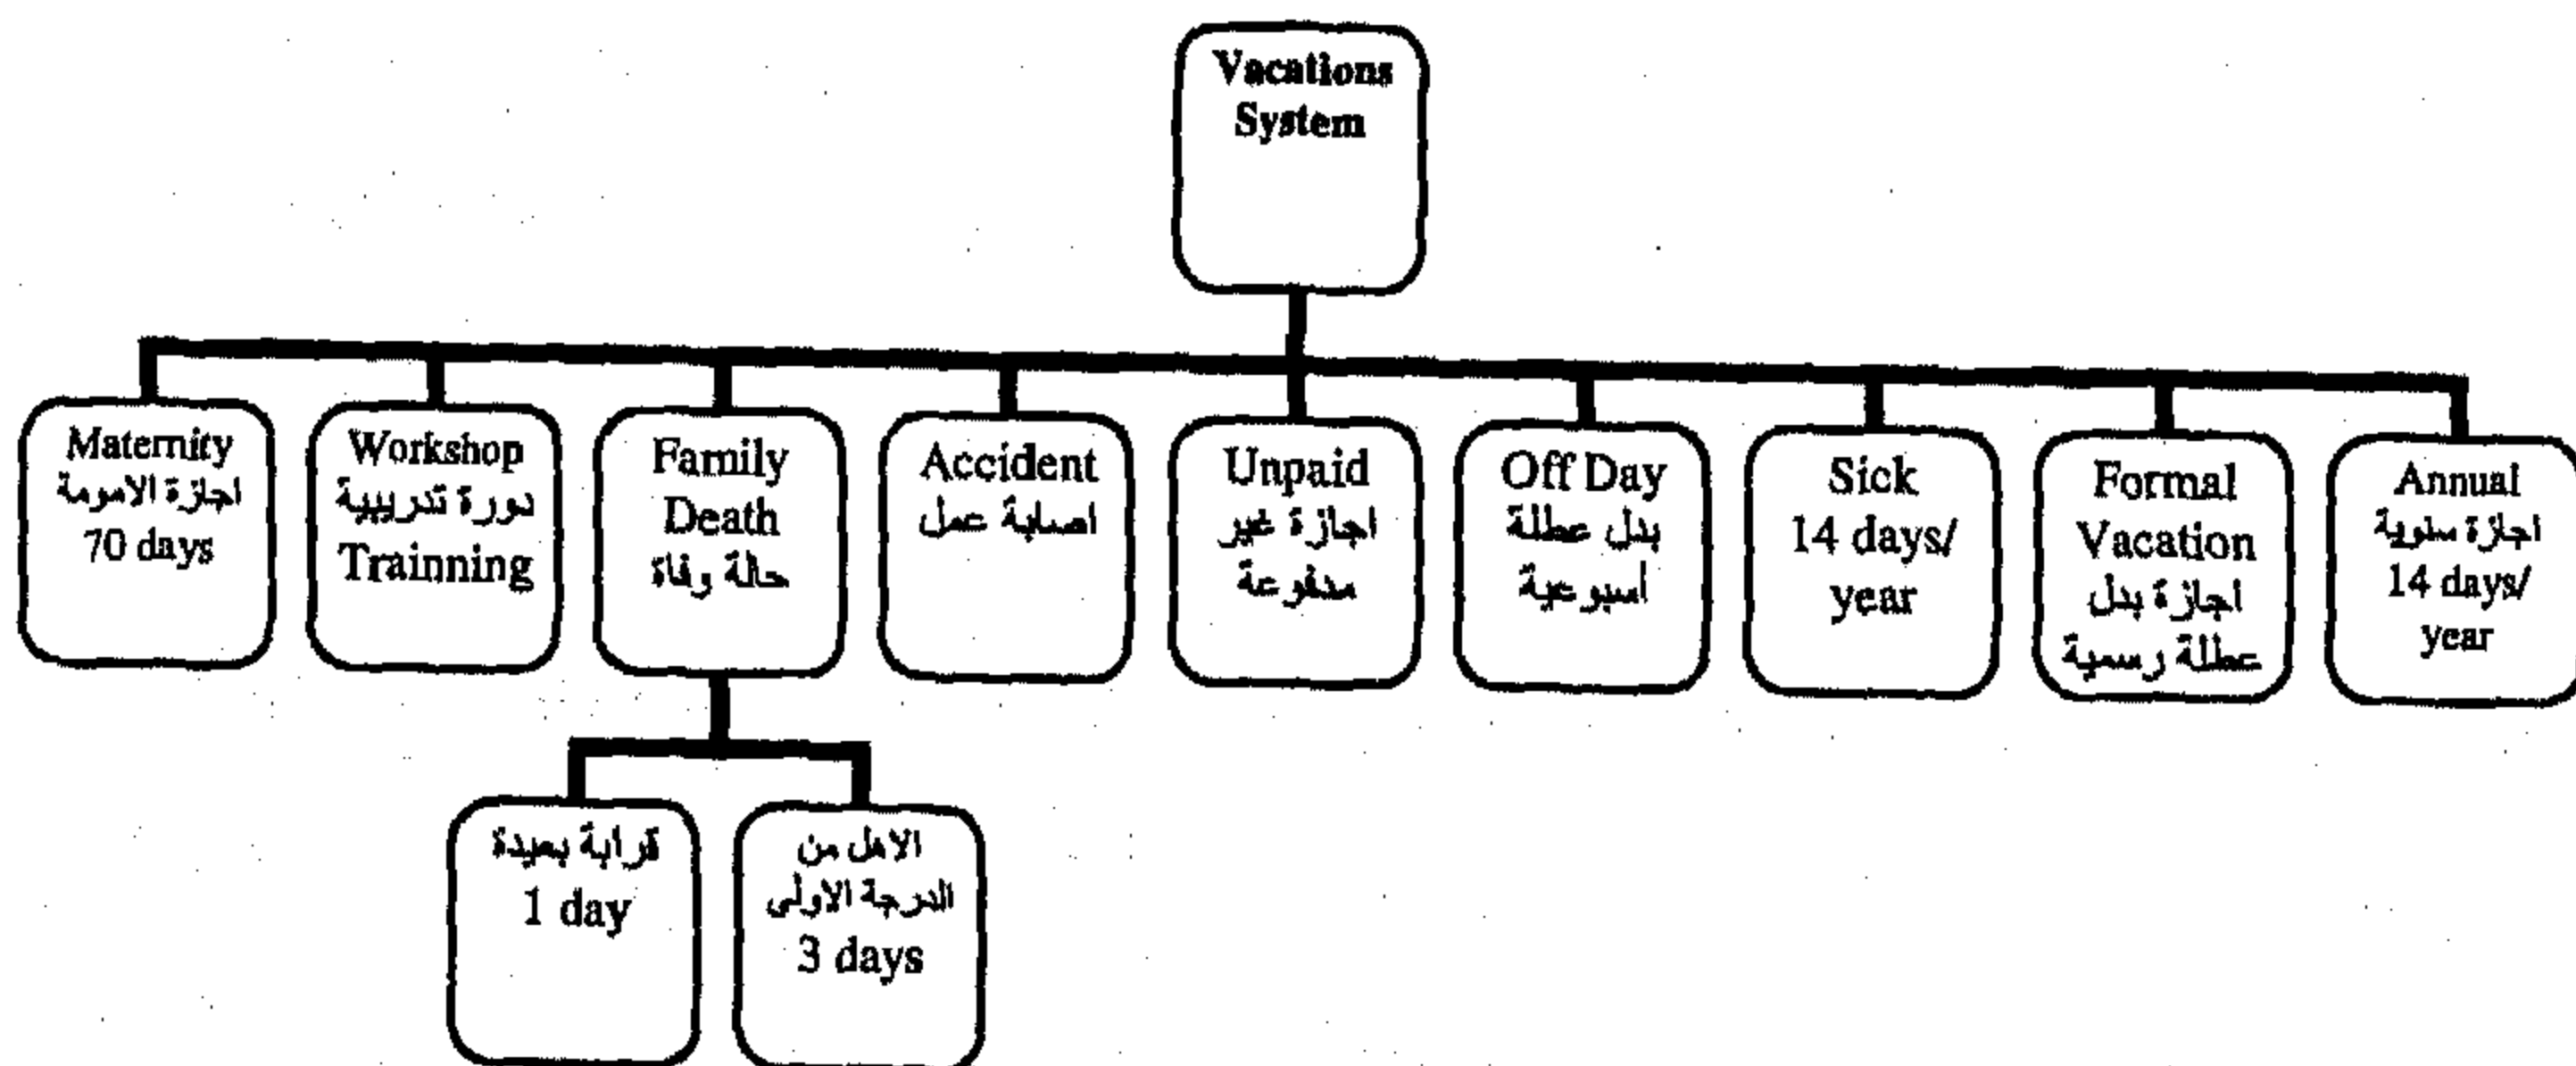 Vacations
System
Maternity
اجازة الامومة
70 days
Workshop
دورة تدريبية
Trainning
Family
Death
حالة وفاة
Accident
اصابة عمل
Unpaid
اجازة غير
مدفوعة
Off Day
بدل عطلة
أسبوعية
Sick
14 days/
year
Formal
Vacation
اجازة بدل
عطلة رسمية
Annual
اجازة سنوية
14 days/
year
قرابة بعيدة
1 day
الاهل من
الدرجة الاولى
3 days